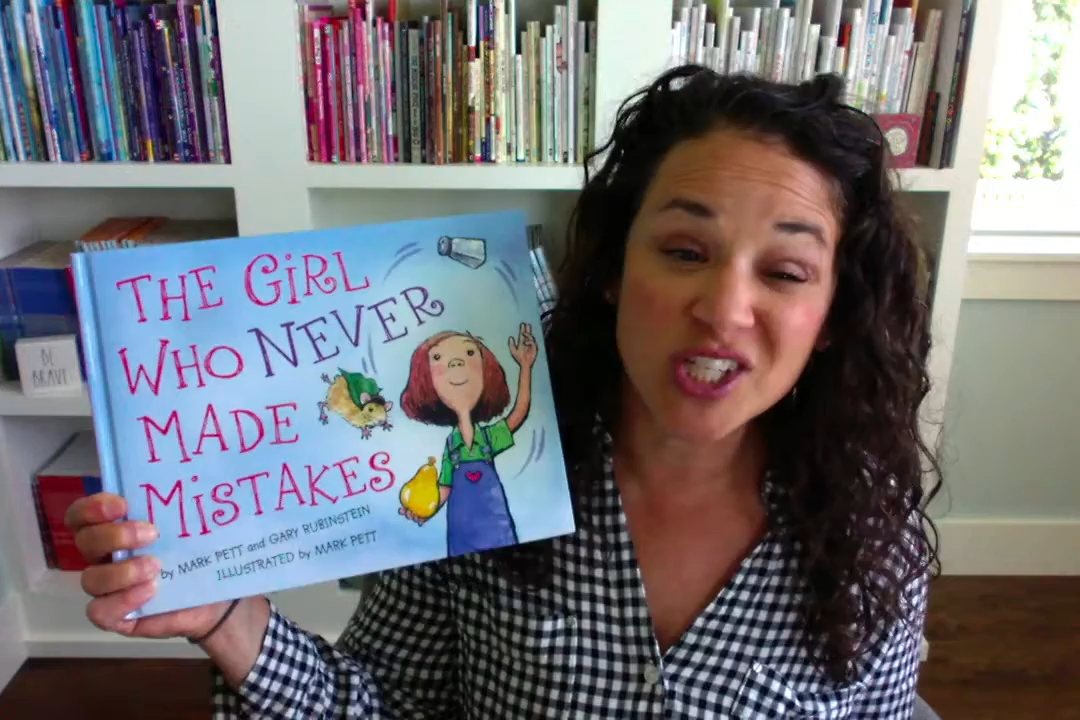 THE GiRL
WHO NEVER
MADE
MiSTAKES
by MARK PETT and GARY RUBINSTEIN
ILLUSTRATED by MARK PETT
BE
BRAVE